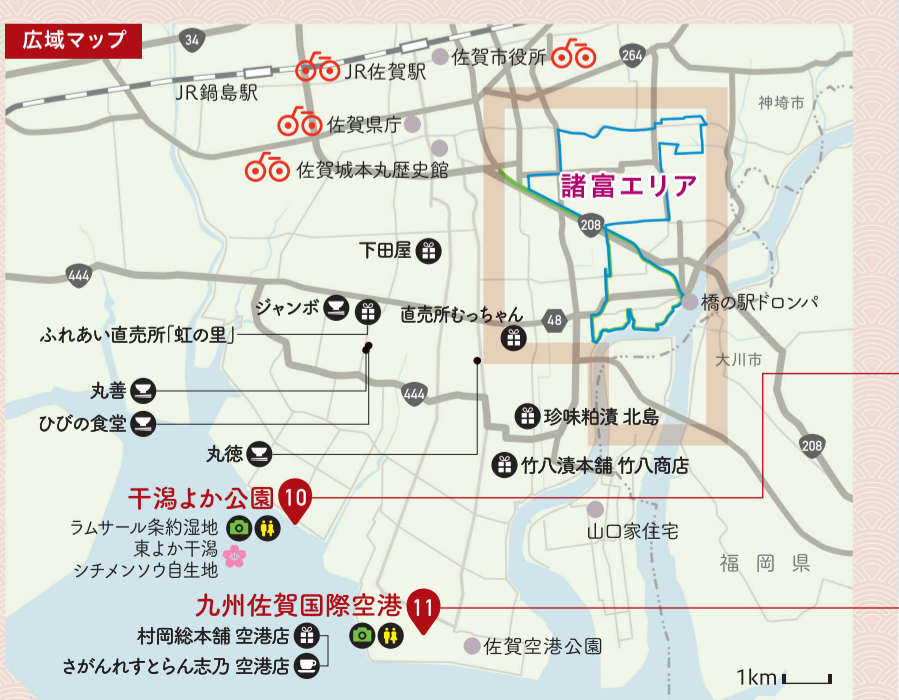 広域マップ
34
JR鍋島駅
JR佐賀駅
佐賀市役所
264
神埼市
佐賀県庁
佐賀城本丸歴史館
諸富エリア
208
下田屋
444
ジャンボ
直売所むっちゃん
48
橋の駅ドロンパ
ふれあい直売所「虹の里」
大川市
丸善
444
ひびの食堂
珍味粕漬 北島
208
丸徳
竹八漬本舗 竹八商店
干潟よか公園
10
ラムサール条約湿地
東よか干潟
シチメンソウ自生地
山口家住宅
福岡県
九州佐賀国際空港
11
村岡総本舗 空港店
さがんれすとらん志乃 空港店
佐賀空港公園
1km